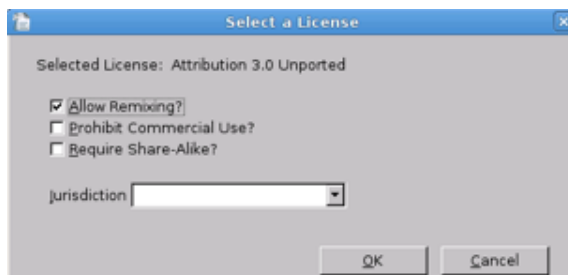 Select a License
Selected License: Attribution 3.0 Unported
Allow Remixing?
Prohibit Commercial Use?
Require Share-Alike?
Jurisdiction
OK Cancel